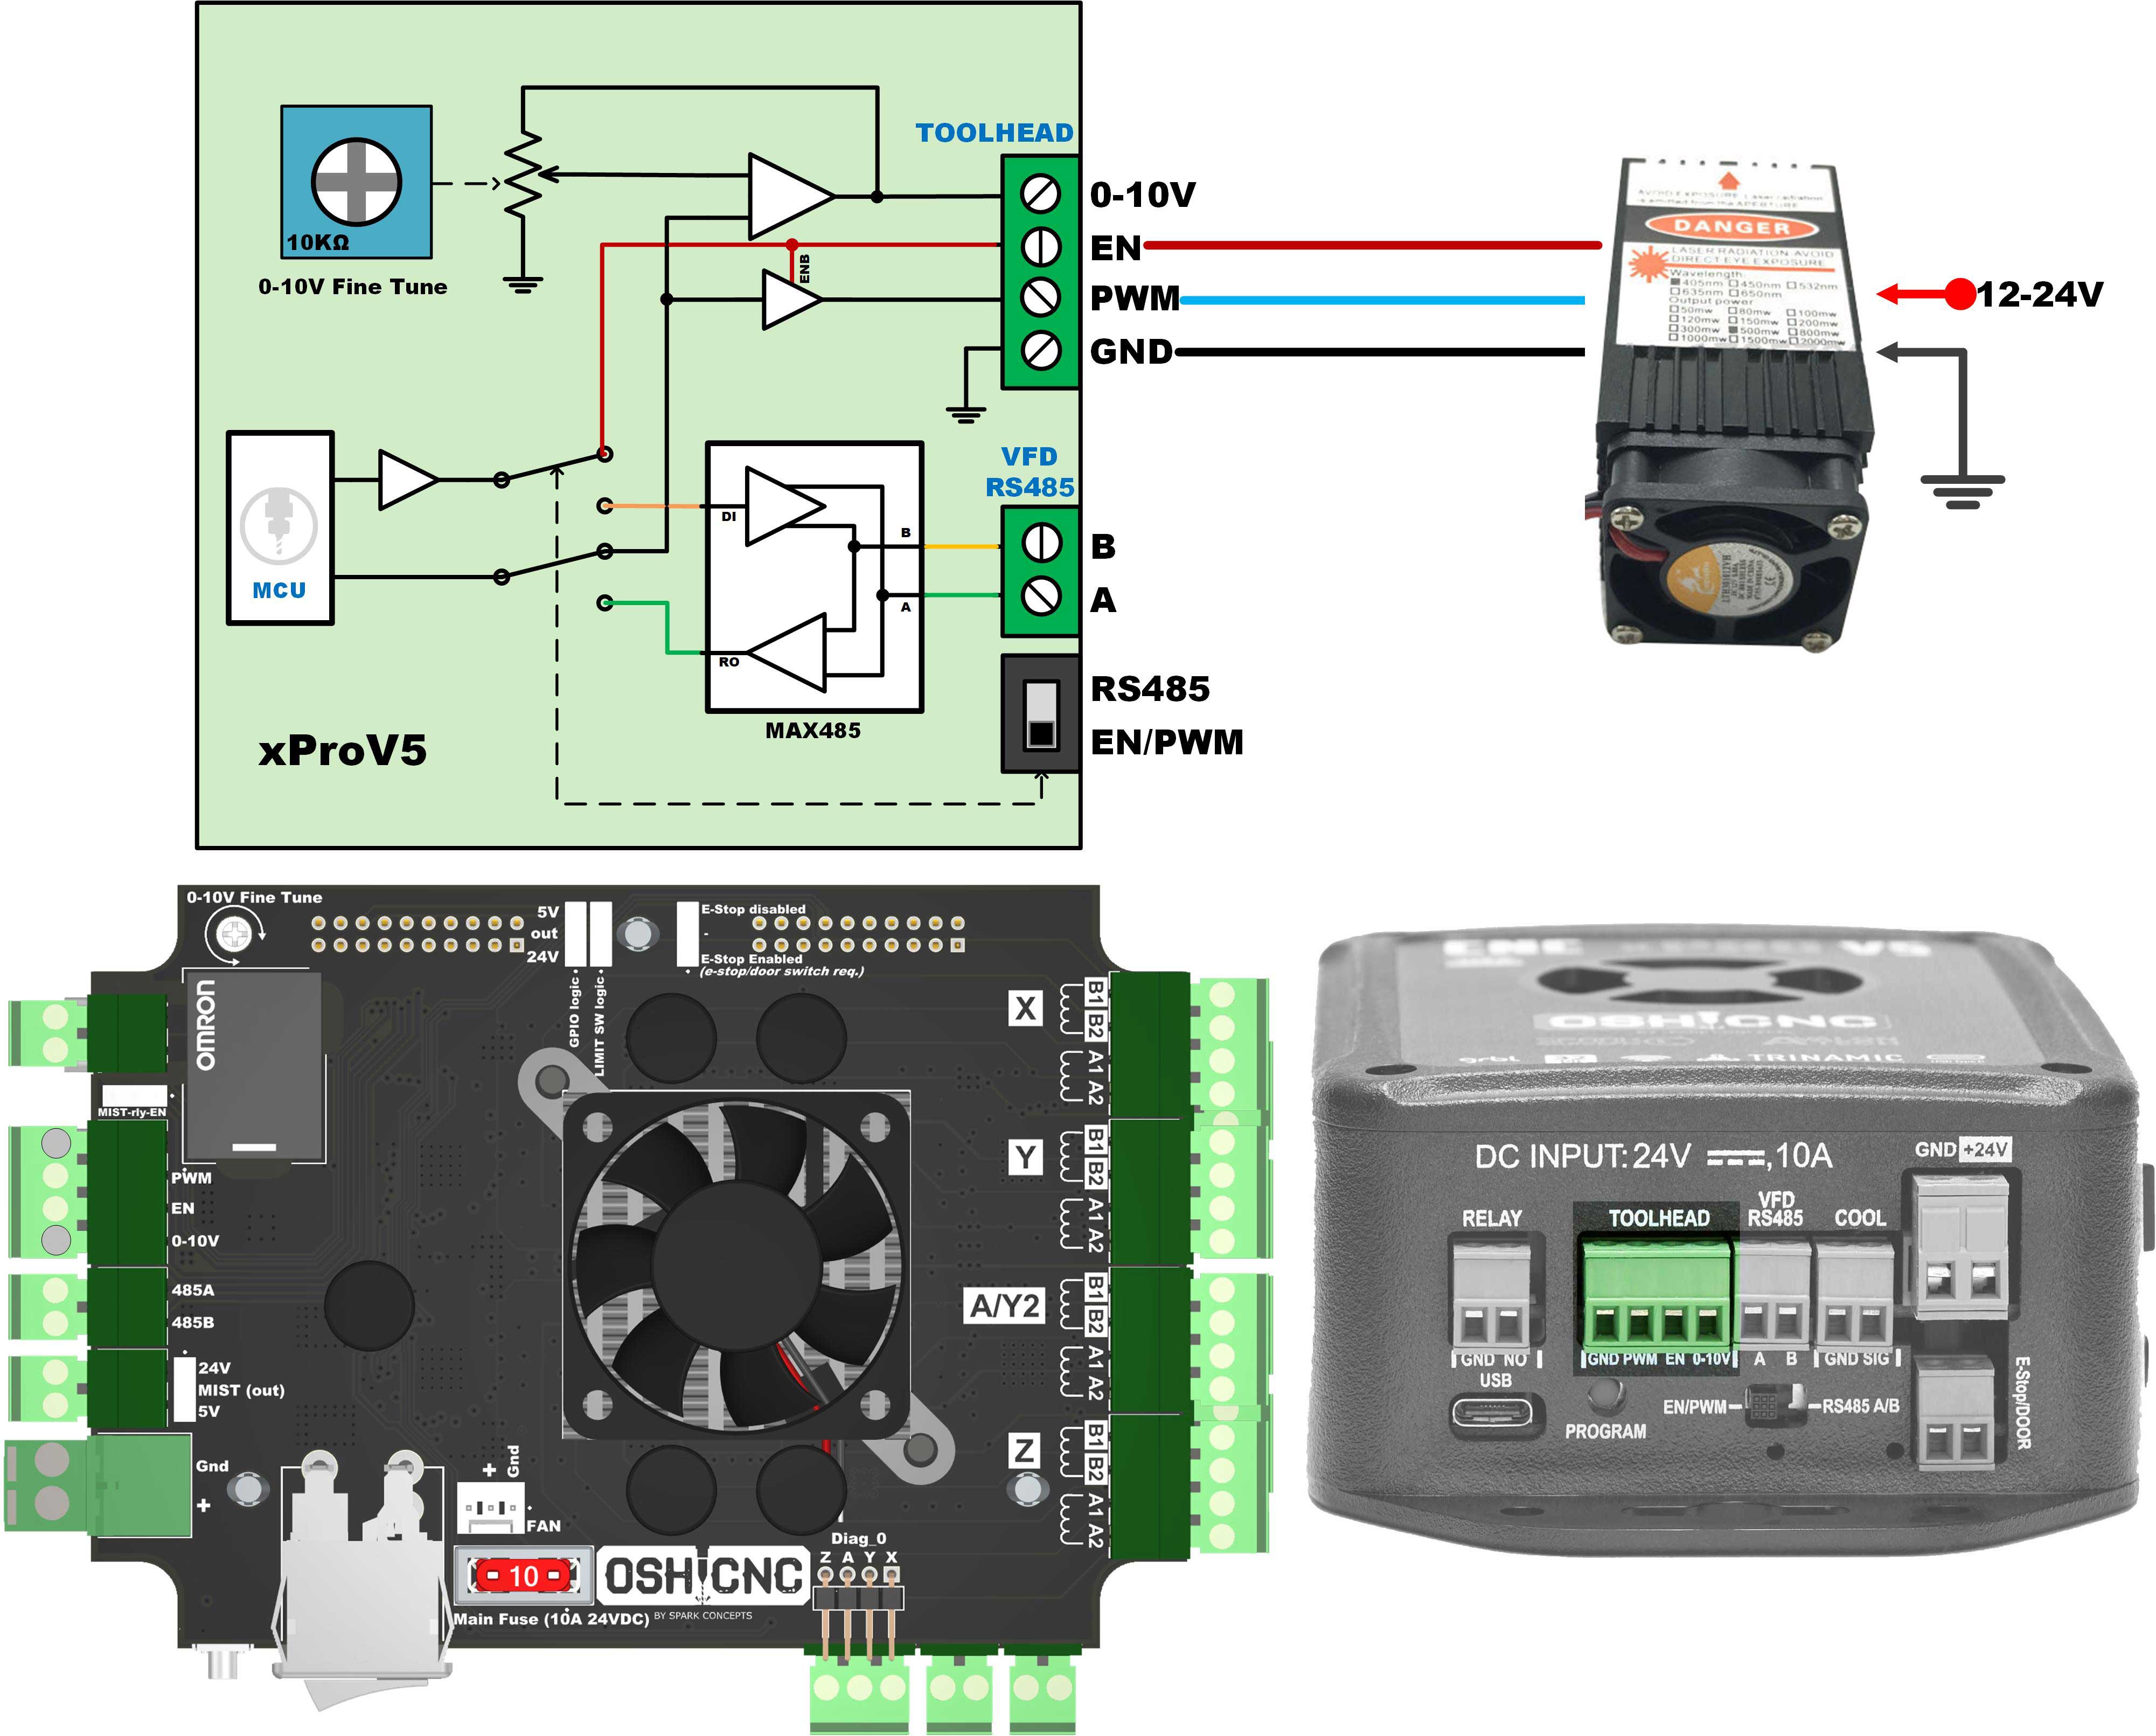 TOOLHEAD
0-10V
10KΩ
0-10V Fine Tune
EN
ENB
PWM
GND
12-24V
DANGER
LASER RADIATION AVOID
DIRECT EYE EXPOSURE
Wavelength:
405nm 450nm 532nm
635nm 650nm
Output power
50mw 80mw 100mw
120mw 150mw 200mw
300mw 500mw 800mw
1000mw 1500mw 2000mw
VFD
RS485
MCU
DI
B
A
RO
B
A
MAX485
RS485
EN/PWM
xProV5
0-10V Fine Tune
5V
out
24V
GPIO logic
LIMIT SW logic
E-Stop disabled
-
E-Stop Enabled
(e-stop/door switch req.)
OMRON
MIST-rly-EN
PWM
EN
0-10V
485A
485B
24V
MIST (out)
5V
Gnd
+
+
Gnd
FAN
10
Main Fuse (10A 24VDC)
OSHCNC
BY SPARK CONCEPTS
Diag_0
Z A Y X
X
B1 B2
A1 A2
Y
B1 B2
A1 A2
A/Y2
B1 B2
A1 A2
Z
B1 B2
A1 A2
CNC V5
OSHCNC
grbl TRINAMIC
DC INPUT: 24V ,10A
GND +24V
RELAY
TOOLHEAD
VFD
RS485
COOL
GND NO
GND PWM EN 0-10V
A B
GND SIG
USB
PROGRAM
EN/PWM
RS485 A/B
E-Stop/DOOR